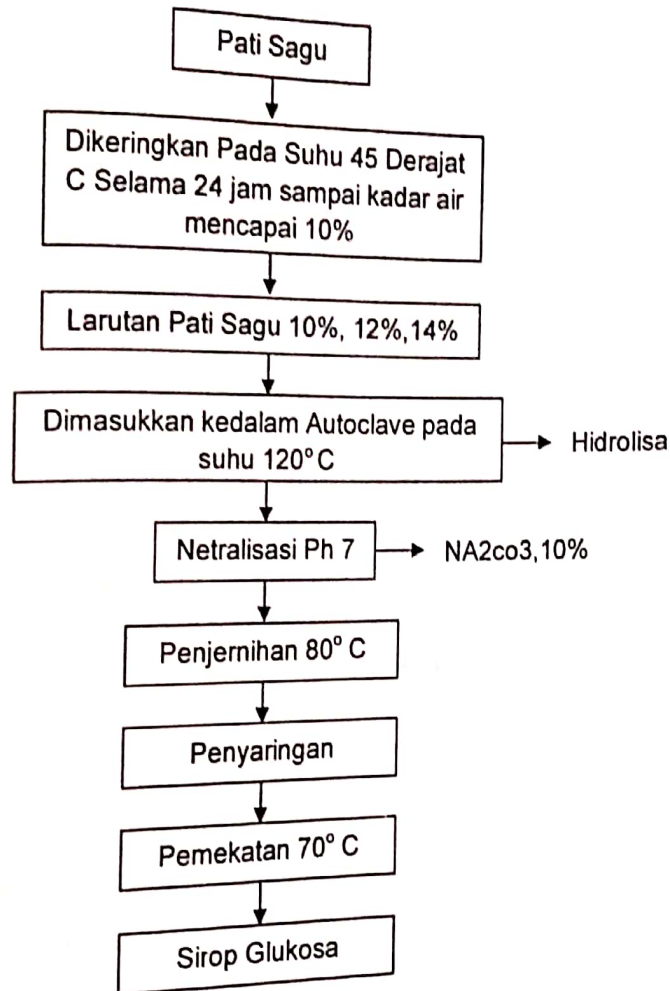 Pati Sagu
Dikeringkan Pada Suhu 45 Derajat
C Selama 24 jam sampai kadar air
mencapai 10%
Larutan Pati Sagu 10%, 12%,14%
Dimasukkan kedalam Autoclave pada
suhu 120° C
Hidrolisa
Netralisasi Ph 7
NA2co3,10%
Penjernihan 80° C
Penyaringan
Pemekatan 70° C
Sirop Glukosa